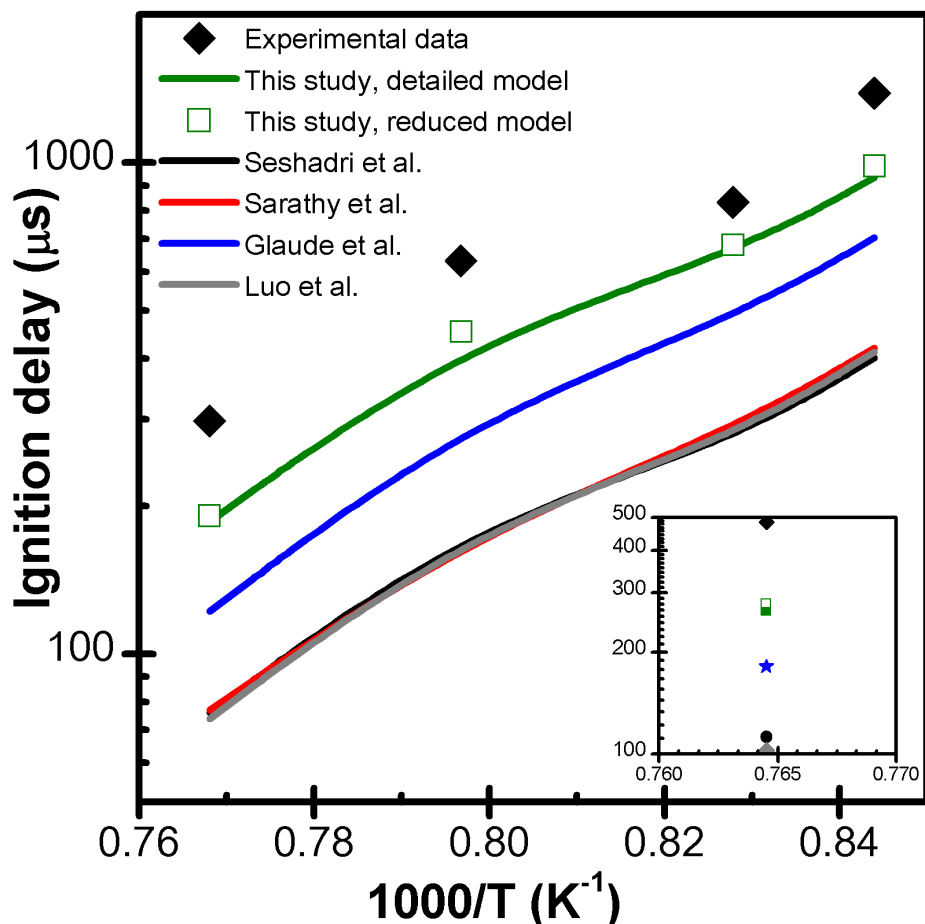 Experimental data
This study, detailed model
This study, reduced model
Seshadri et al.
Sarathy et al.
Glaude et al.
Luo et al.
Ignition delay (μs)
1000
100
500
400
300
200
100
0.760 0.765 0.770
0.76 0.78 0.80 0.82 0.84
1000/T (K⁻¹)